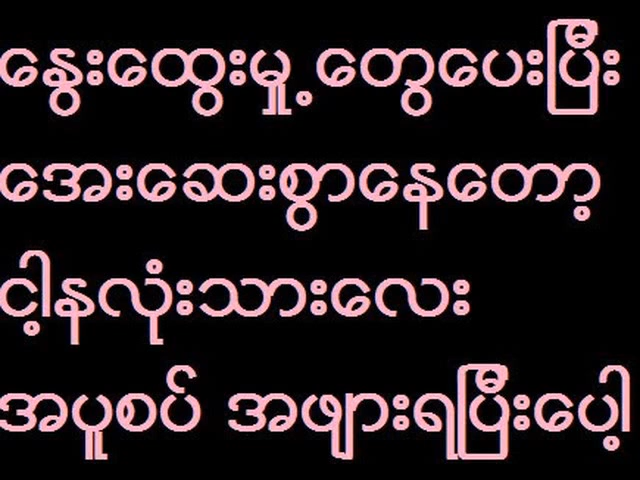 နွေးထွေးမှု့တွေပေးပြီး
အေးဆေးစွာနေတော့
ငါ့နလုံးသားလေး
အပူစပ် အဖျားရပြီးပေါ့